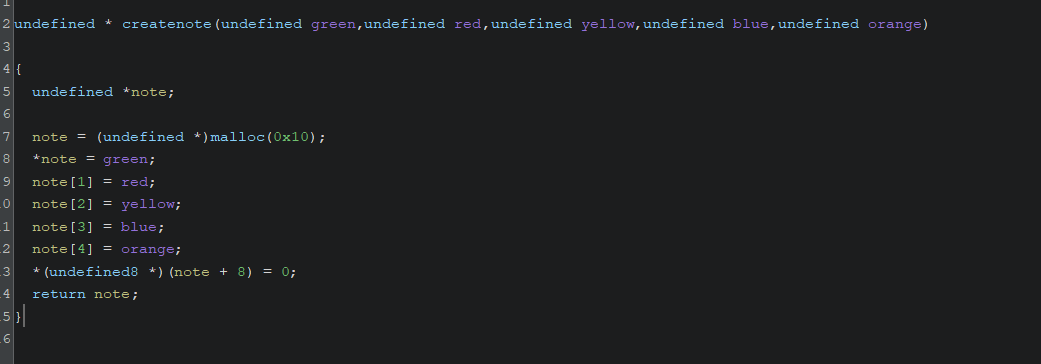 1
2 undefined * createnote(undefined green,undefined red,undefined yellow,undefined blue,undefined orange)
3
4 {
5   undefined *note;
6
7   note = (undefined *)malloc(0x10);
8   *note = green;
9   note[1] = red;
0   note[2] = yellow;
1   note[3] = blue;
2   note[4] = orange;
3   *(undefined8 *)(note + 8) = 0;
4   return note;
5 }
6